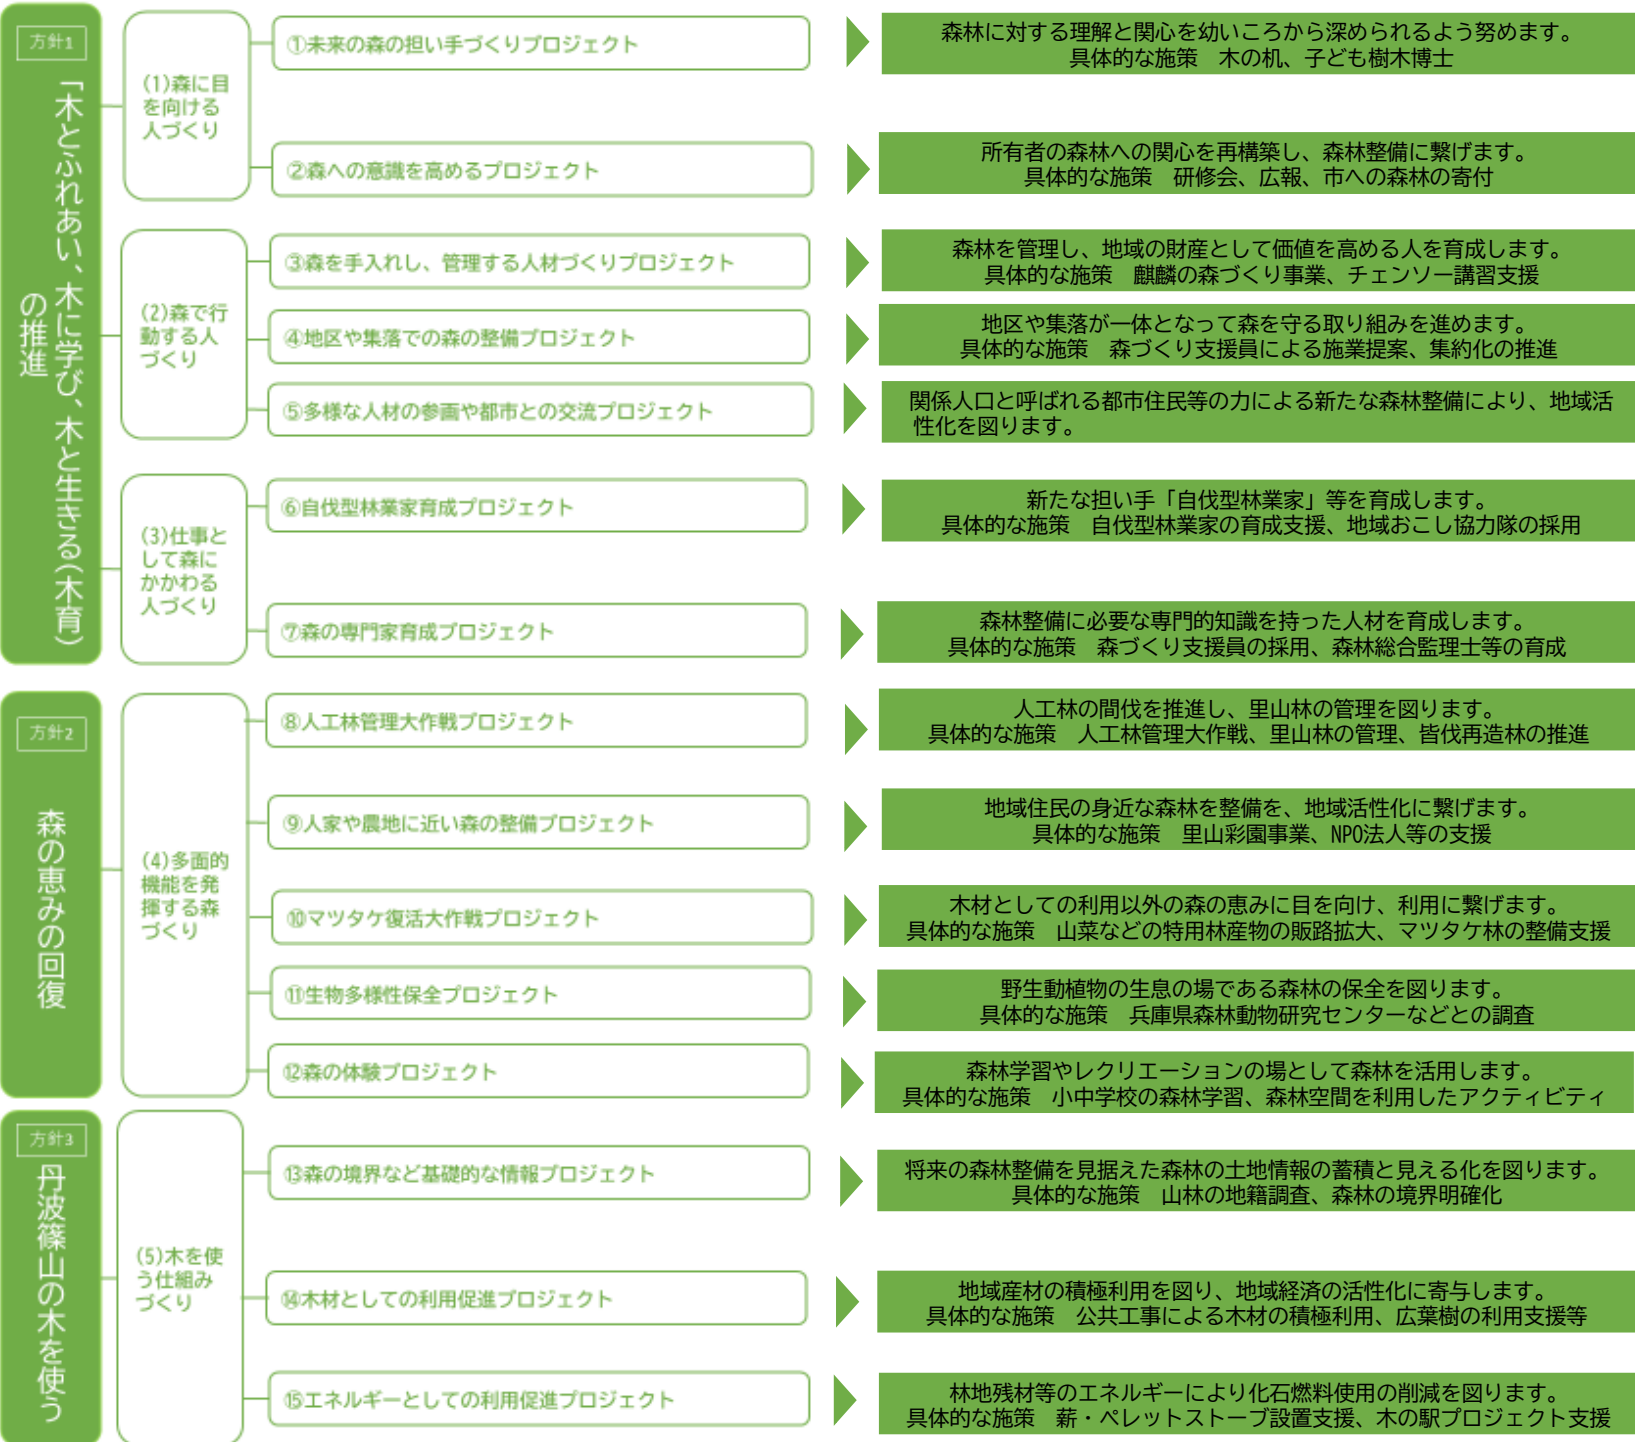 方針1
「木とふれあい、木に学び、木と生きる(木育)
の推進
(1)森に目
を向ける
人づくり
①未来の森の担い手づくりプロジェクト
森林に対する理解と関心を幼いころから深められるよう努めます。
具体的な施策　木の机、子ども樹木博士
②森への意識を高めるプロジェクト
所有者の森林への関心を再構築し、森林整備に繋げます。
具体的な施策　研修会、広報、市への森林の寄付
(2)森で行
動する人
づくり
③森を手入れし、管理する人材づくりプロジェクト
森林を管理し、地域の財産として価値を高める人を育成します。
具体的な施策　麒麟の森づくり事業、チェンソー講習支援
④地区や集落での森の整備プロジェクト
地区や集落が一体となって森を守る取り組みを進めます。
具体的な施策　森づくり支援員による施業提案、集約化の推進
⑤多様な人材の参画や都市との交流プロジェクト
関係人口と呼ばれる都市住民等の力による新たな森林整備により、地域活
性化を図ります。
(3)仕事と
して森に
かかわる
人づくり
⑥自伐型林業家育成プロジェクト
新たな担い手「自伐型林業家」等を育成します。
具体的な施策　自伐型林業家の育成支援、地域おこし協力隊の採用
⑦森の専門家育成プロジェクト
森林整備に必要な専門的知識を持った人材を育成します。
具体的な施策　森づくり支援員の採用、森林総合監理士等の育成
方針2
森の恵みの回復
(4)多面的
機能を発
揮する森
づくり
⑧人工林管理大作戦プロジェクト
人工林の間伐を推進し、里山林の管理を図ります。
具体的な施策　人工林管理大作戦、里山林の管理、皆伐再造林の推進
⑨人家や農地に近い森の整備プロジェクト
地域住民の身近な森林を整備を、地域活性化に繋げます。
具体的な施策　里山彩園事業、NPO法人等の支援
⑩マツタケ復活大作戦プロジェクト
木材としての利用以外の森の恵みに目を向け、利用に繋げます。
具体的な施策　山菜などの特用林産物の販路拡大、マツタケ林の整備支援
⑪生物多様性保全プロジェクト
野生動植物の生息の場である森林の保全を図ります。
具体的な施策　兵庫県森林動物研究センターなどとの調査
⑫森の体験プロジェクト
森林学習やレクリエーションの場として森林を活用します。
具体的な施策　小中学校の森林学習、森林空間を利用したアクティビティ
方針3
丹波篠山の木を使う
(5)木を使
う仕組み
づくり
⑬森の境界など基礎的な情報プロジェクト
将来の森林整備を見据えた森林の土地情報の蓄積と見える化を図ります。
具体的な施策　山林の地籍調査、森林の境界明確化
⑭木材としての利用促進プロジェクト
地域産材の積極利用を図り、地域経済の活性化に寄与します。
具体的な施策　公共工事による木材の積極利用、広葉樹の利用支援等
⑮エネルギーとしての利用促進プロジェクト
林地残材等のエネルギーにより化石燃料使用の削減を図ります。
具体的な施策　薪・ペレットストーブ設置支援、木の駅プロジェクト支援